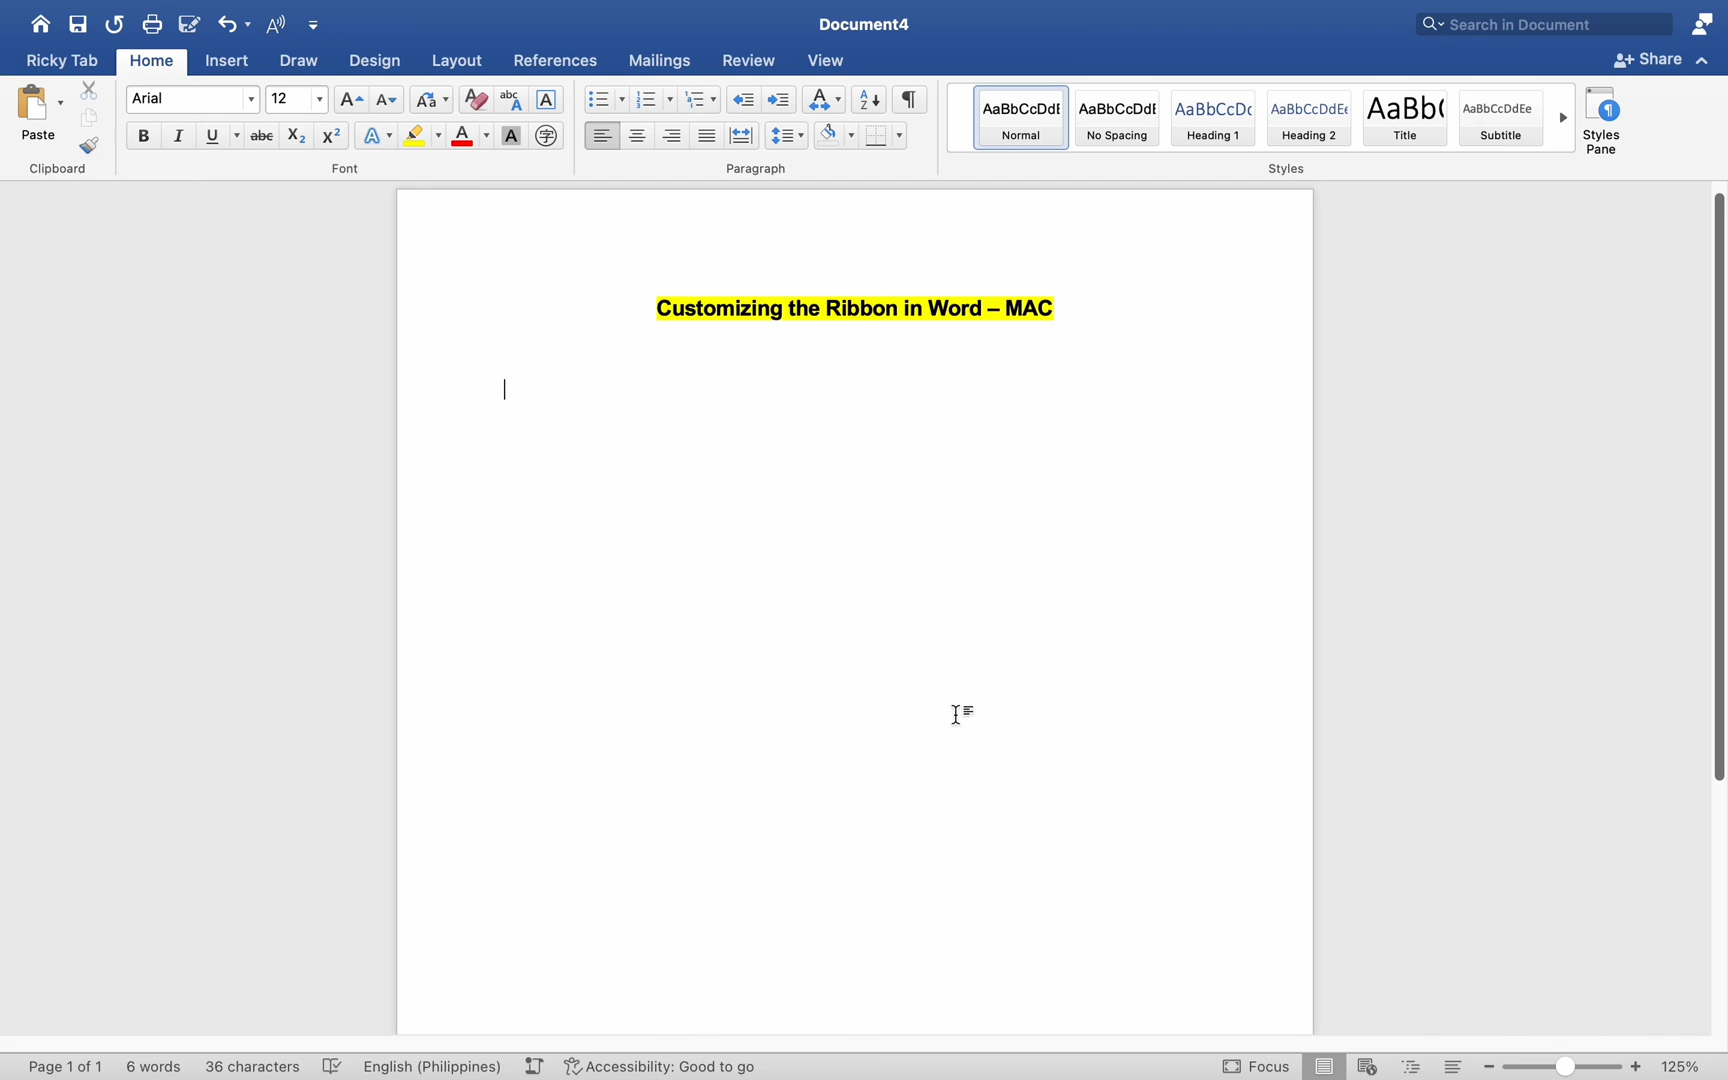 Document4
Search in Document
Ricky Tab Home Insert Draw Design Layout References Mailings Review View Share
Paste
Clipboard
Arial 12
Font
Paragraph
AaBbCcDdE AaBbCcDdE AaBbCcDc AaBbCcDdEe AaBb( AaBbCcDdEe
Normal No Spacing Heading 1 Heading 2 Title Subtitle
Styles
Styles
Pane
Customizing the Ribbon in Word – MAC
Page 1 of 1 6 words 36 characters English (Philippines) Accessibility: Good to go Focus 125%